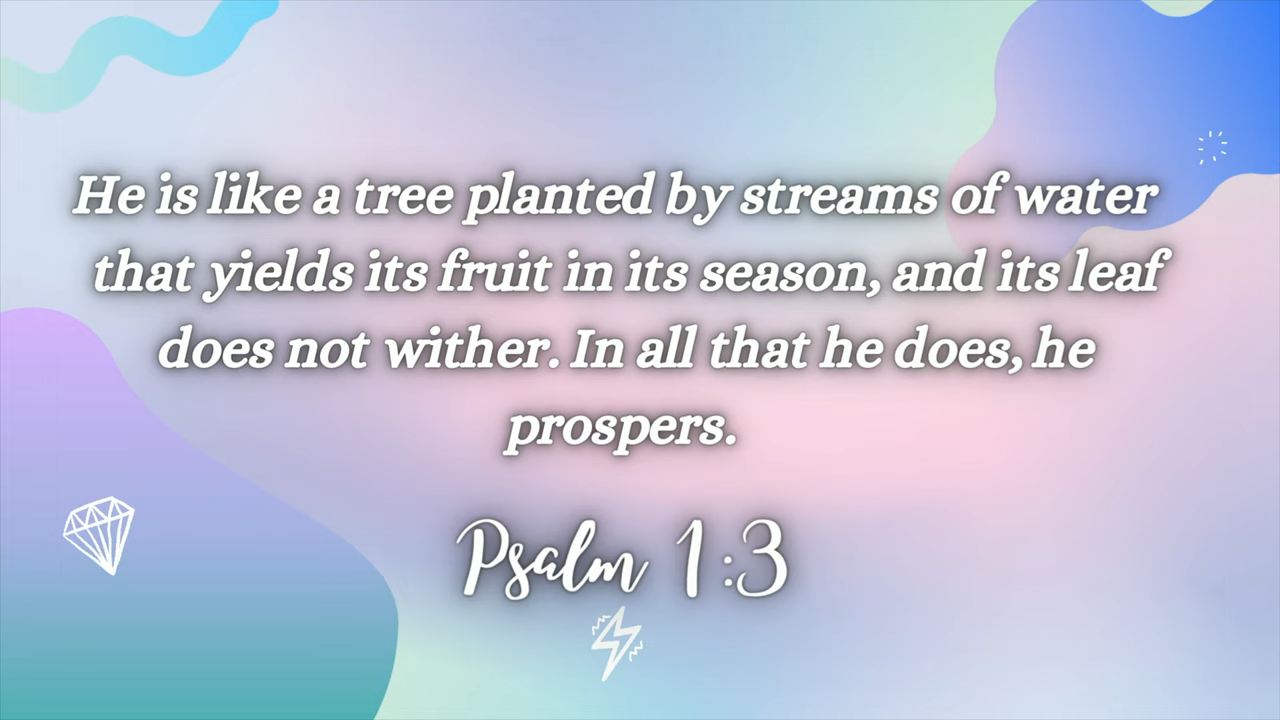 He is like a tree planted by streams of water
that yields its fruit in its season, and its leaf
does not wither. In all that he does, he
prospers.
Psalm 1:3